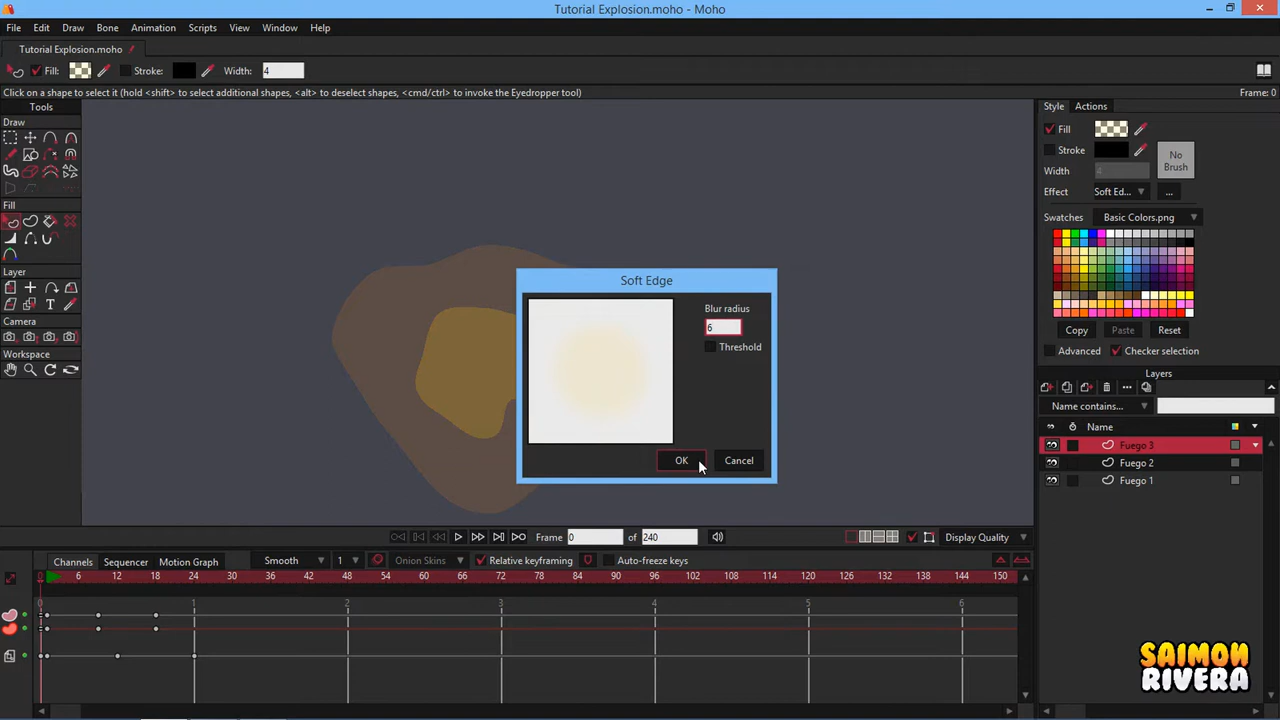 Tutorial Explosion.moho - Moho
File Edit Draw Bone Animation Scripts View Window Help
Tutorial Explosion.moho
Fill: Stroke: Width: 4
Click on a shape to select it (hold <shift> to select additional shapes, <alt> to deselect shapes, <cmd/ctrl> to invoke the Eyedropper tool)
Frame: 0
Tools
Draw
Fill
Layer
Camera
Workspace
Soft Edge
Blur radius
6
Threshold
OK Cancel
Style Actions
Fill
Stroke
No
Brush
Width 4
Effect Soft Ed... ...
Swatches Basic Colors.png
Copy Paste Reset
Advanced Checker selection
Layers
Name contains...
Name
Fuego 3
Fuego 2
Fuego 1
Frame 0 of 240 Display Quality
Channels Sequencer Motion Graph Smooth 1 Onion Skins Relative keyframing Auto-freeze keys
0 6 12 18 24 30 36 42 48 54 60 66 72 78 84 90 96 102 108 114 120 126 132 138 144 150
0 1 2 3 4 5 6
SAIMON
RIVERA